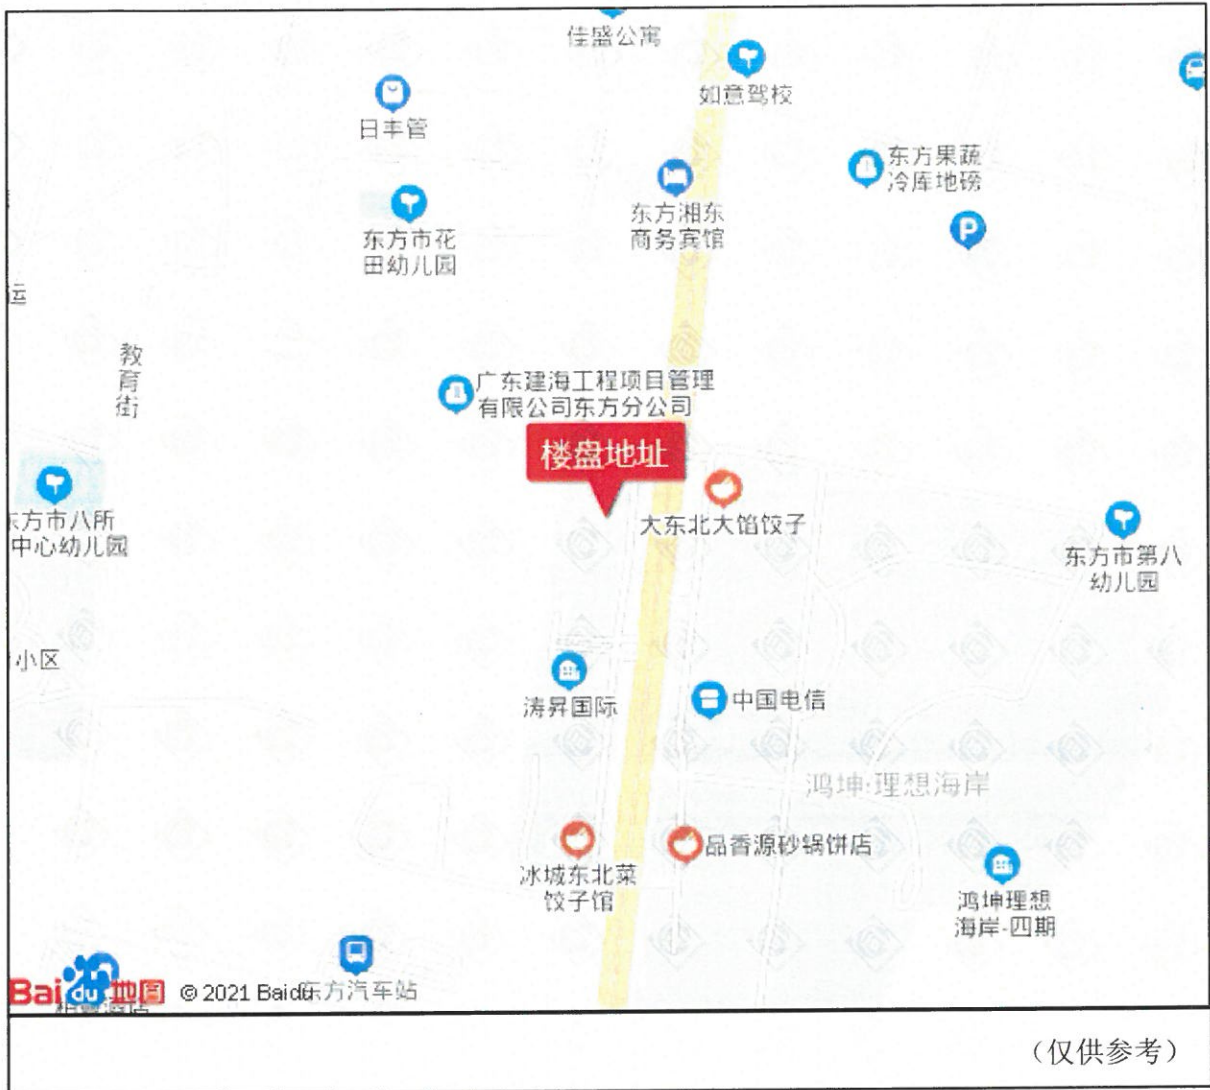 佳盛公寓
如意驾校
日丰管
东方果蔬
冷库地磅
东方湘东
商务宾馆
P
东方市花
田幼儿园
运
教育街
广东建海工程项目管理
有限公司东方分公司
楼盘地址
大东北大馅饺子
东方市八所
中心幼儿园
东方市第八
幼儿园
小区
涛昇国际
中国电信
鸿坤·理想海岸
冰城东北菜
饺子馆
品香源砂锅饼店
鸿坤理想
海岸-四期
Bai du 地图 © 2021 Baidu
东方汽车站
（仅供参考）